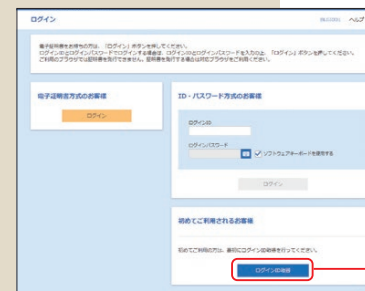 ログイン
ヘルプ
電子証明書をお持ちの方は、「ログイン」ボタンを押してください。
ログインIDとログインパスワードでログインする場合は、ログインIDとログインパスワードを入力の上、「ログイン」ボタンを押してください。
ご利用のブラウザでは証明書を発行できません。証明書を発行する場合は対応ブラウザをご利用ください。
電子証明書方式のお客様
ログイン
ID・パスワード方式のお客様
ログインID
ログインパスワード
ソフトウェアキーボードを使用する
ログイン
初めてご利用されるお客様
初めてご利用の方は、最初にログインID取得を行ってください。
ログインID取得